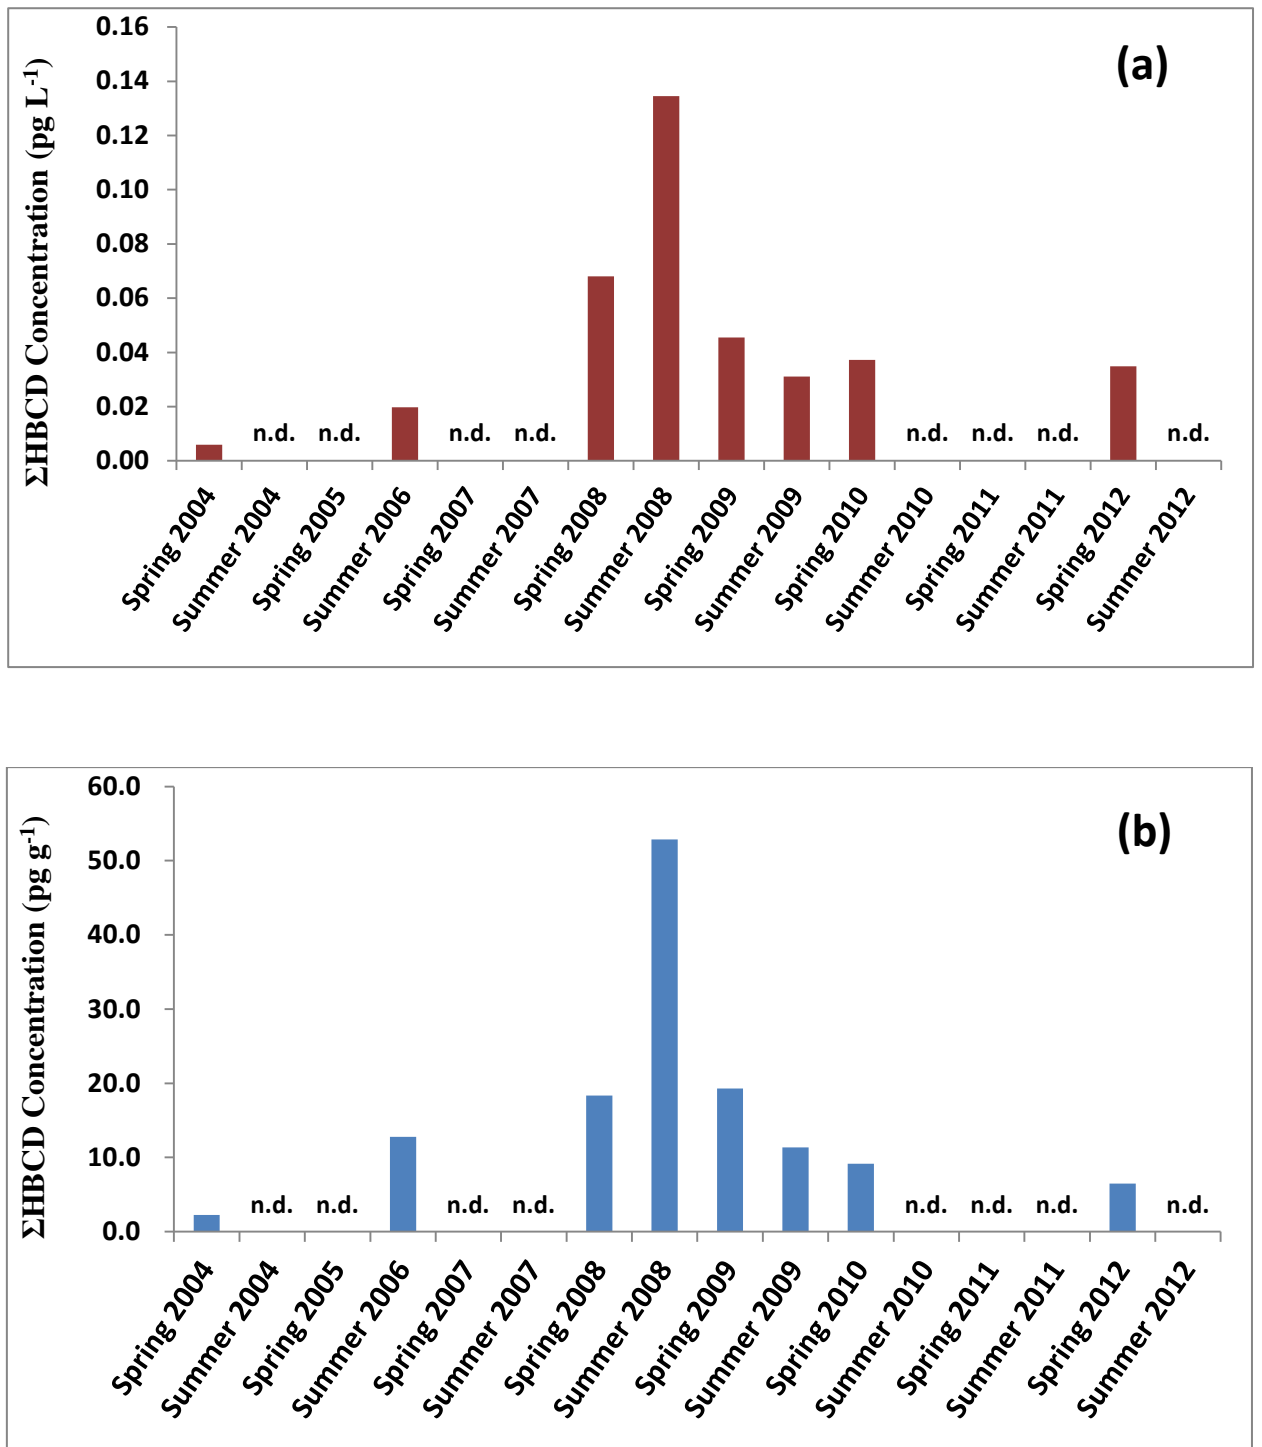 (a)
ΣHBCD Concentration (pg L-1)
0.16
0.14
0.12
0.10
0.08
0.06
0.04
0.02
0.00
n.d. n.d. n.d. n.d. n.d. n.d. n.d. n.d.
Spring 2004
Summer 2004
Spring 2005
Summer 2006
Spring 2007
Summer 2007
Spring 2008
Summer 2008
Spring 2009
Summer 2009
Spring 2010
Summer 2010
Spring 2011
Summer 2011
Spring 2012
Summer 2012
(b)
ΣHBCD Concentration (pg g-1)
60.0
50.0
40.0
30.0
20.0
10.0
0.0
n.d. n.d. n.d. n.d. n.d. n.d. n.d. n.d.
Spring 2004
Summer 2004
Spring 2005
Summer 2006
Spring 2007
Summer 2007
Spring 2008
Summer 2008
Spring 2009
Summer 2009
Spring 2010
Summer 2010
Spring 2011
Summer 2011
Spring 2012
Summer 2012